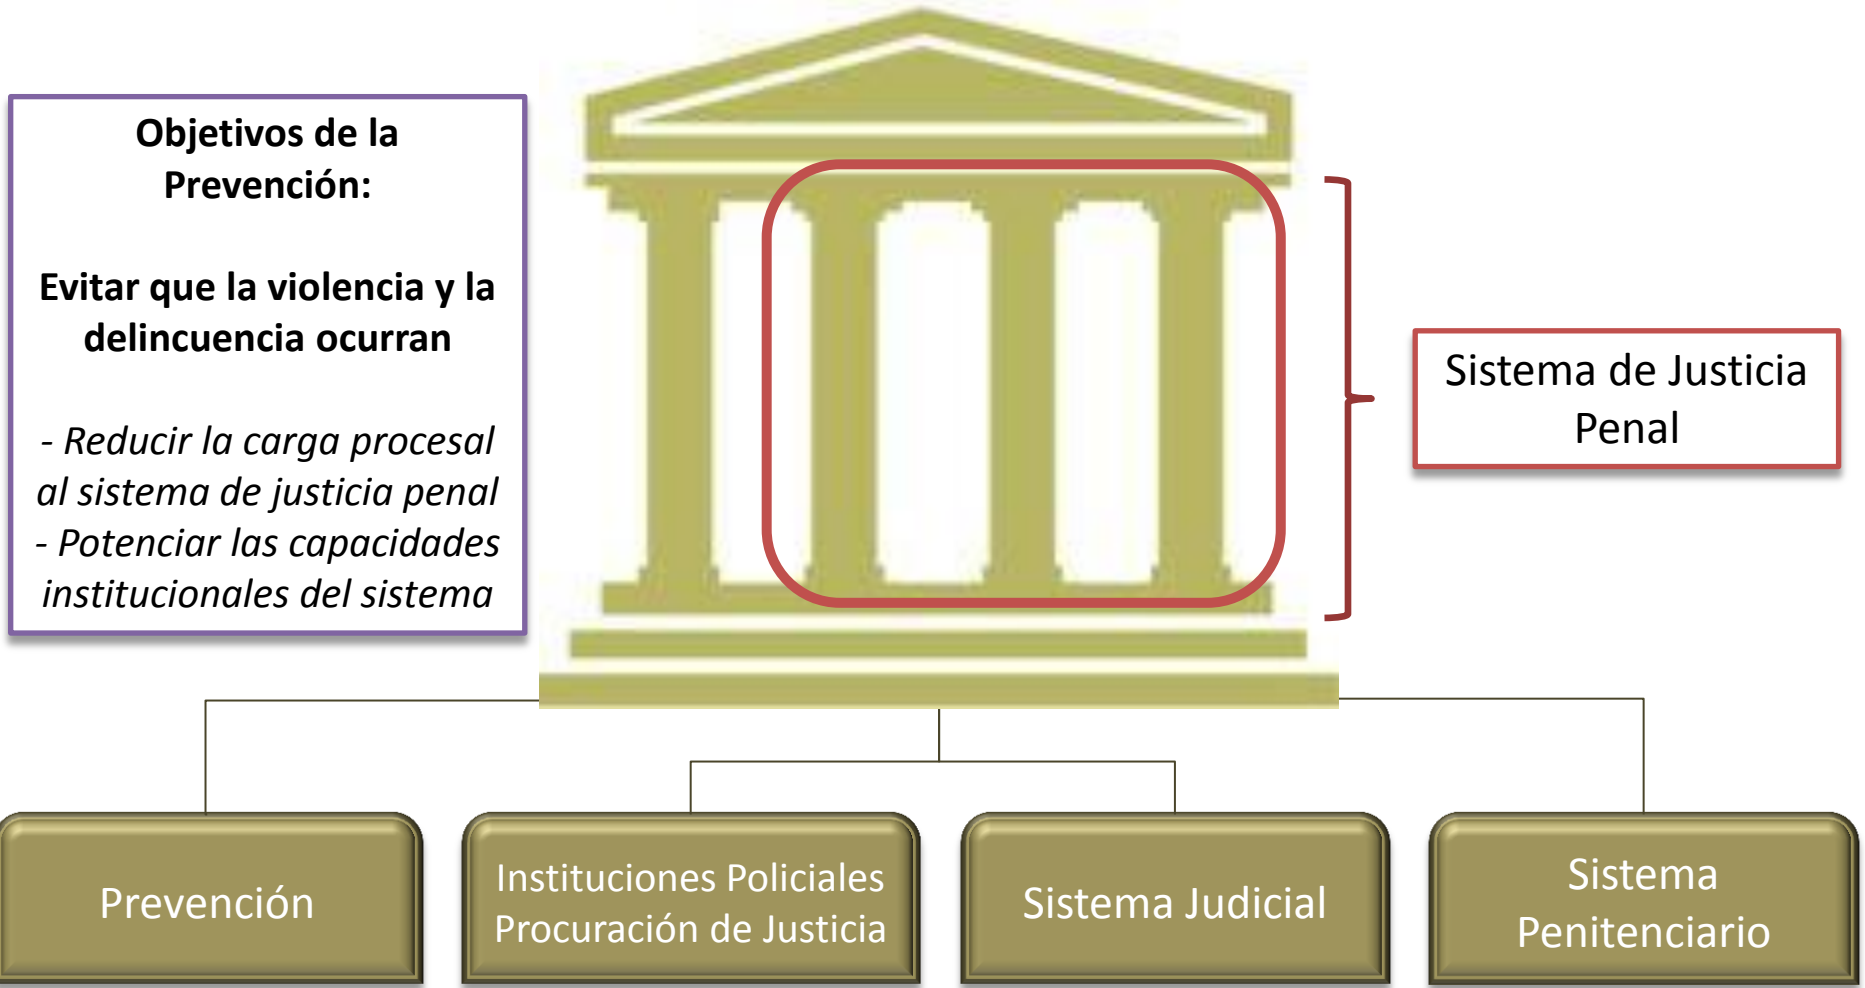 Objetivos de la
Prevención:
Evitar que la violencia y la
delincuencia ocurran
- Reducir la carga procesal
al sistema de justicia penal
- Potenciar las capacidades
institucionales del sistema
Sistema de Justicia
Penal
Prevención
Instituciones Policiales
Procuración de Justicia
Sistema Judicial
Sistema
Penitenciario